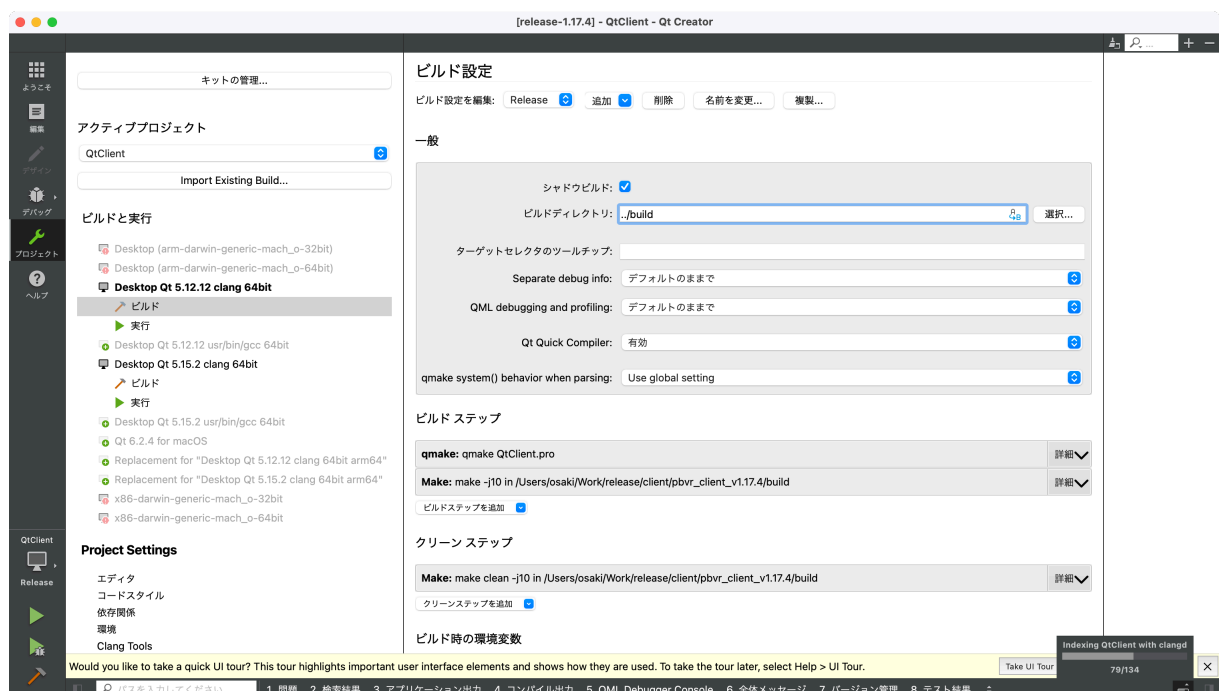 [release-1.17.4] - QtClient - Qt Creator
...
ようこそ
編集
デザイン
デバッグ
プロジェクト
ヘルプ
QtClient
Release
キットの管理...
アクティブプロジェクト
QtClient
Import Existing Build...
ビルドと実行
Desktop (arm-darwin-generic-mach_o-32bit)
Desktop (arm-darwin-generic-mach_o-64bit)
Desktop Qt 5.12.12 clang 64bit
ビルド
実行
Desktop Qt 5.12.12 usr/bin/gcc 64bit
Desktop Qt 5.15.2 clang 64bit
ビルド
実行
Desktop Qt 5.15.2 usr/bin/gcc 64bit
Qt 6.2.4 for macOS
Replacement for "Desktop Qt 5.12.12 clang 64bit arm64"
Replacement for "Desktop Qt 5.15.2 clang 64bit arm64"
x86-darwin-generic-mach_o-32bit
x86-darwin-generic-mach_o-64bit
Project Settings
エディタ
コードスタイル
依存関係
環境
Clang Tools
ビルド設定
ビルド設定を編集: Release 追加 削除 名前を変更... 複製...
一般
シャドウビルド:
ビルドディレクトリ: ../build 選択...
ターゲットセレクタのツールチップ:
Separate debug info: デフォルトのままで
QML debugging and profiling: デフォルトのままで
Qt Quick Compiler: 有効
qmake system() behavior when parsing: Use global setting
ビルド ステップ
qmake: qmake QtClient.pro 詳細
Make: make -j10 in /Users/osaki/Work/release/client/pbvr_client_v1.17.4/build 詳細
ビルドステップを追加
クリーン ステップ
Make: make clean -j10 in /Users/osaki/Work/release/client/pbvr_client_v1.17.4/build 詳細
クリーンステップを追加
ビルド時の環境変数
Indexing QtClient with clangd
79/134
Would you like to take a quick UI tour? This tour highlights important user interface elements and shows how they are used. To take the tour later, select Help > UI Tour. Take UI Tour
パスを入力してください 1 問題 2 検索結果 3 アプリケーション出力 4 コンパイル出力 5 QML Debugger Console 6 全体メッセージ 7 バージョン管理 8 テスト結果